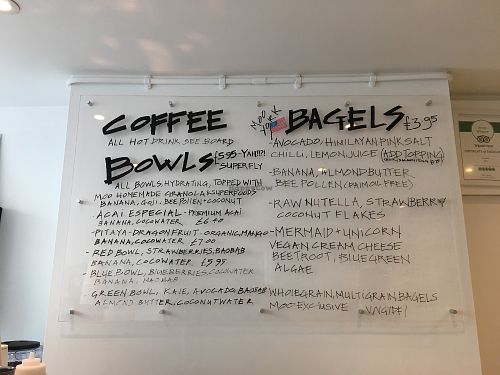 COFFEE
ALL HOT DRINK SEE BOARD
BOWLS £5.95
SUPERFLY
ALL BOWLS HYDRATING, TOPPED WITH
MOO HOMEMADE GRANOLA SUPERFOODS
BANANA, GOJI, BEE POLLEN + COCONUT
- ACAI ESPECIAL - PREMIUM ACAI
BANANA, COCOWATER £6.40
- PITAYA - DRAGONFRUIT - ORGANIC, MANGO
BANANA, COCOWATER £7.00
- RED BOWL, STRAWBERRIES, BAOBAB
BANANA, COCOWATER £5.95
- BLUE BOWL, BLUEBERRIES, COCOWATER
BANANA, BAOBAB
GREEN BOWL, KALE, AVOCADO, BAOBAB
ALMOND BUTTER, COCONUT WATER
MOO YORK BAGELS £3.95
- AVOCADO, HIMILAYAN PINK SALT
CHILLI, LEMON JUICE (ADD TOPPING)
- BANANA, ALMOND BUTTER
BEE POLLEN (PALM OIL FREE)
- RAW NUTELLA, STRAWBERRY
COCONUT FLAKES
- MERMAID + UNICORN
VEGAN CREAM CHEESE
BEETROOT, BLUE GREEN
ALGAE
WHOLEGRAIN, MULTIGRAIN BAGELS
MOO EXCLUSIVE